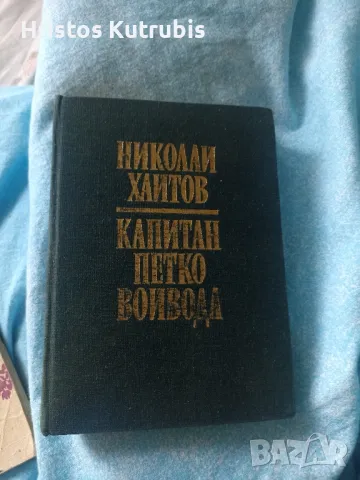 Hristos Kutrubis
НИКОЛАЙ
ХАЙТОВ
КАПИТАН
ПЕТКО
ВОЙВОДА
BAZAR